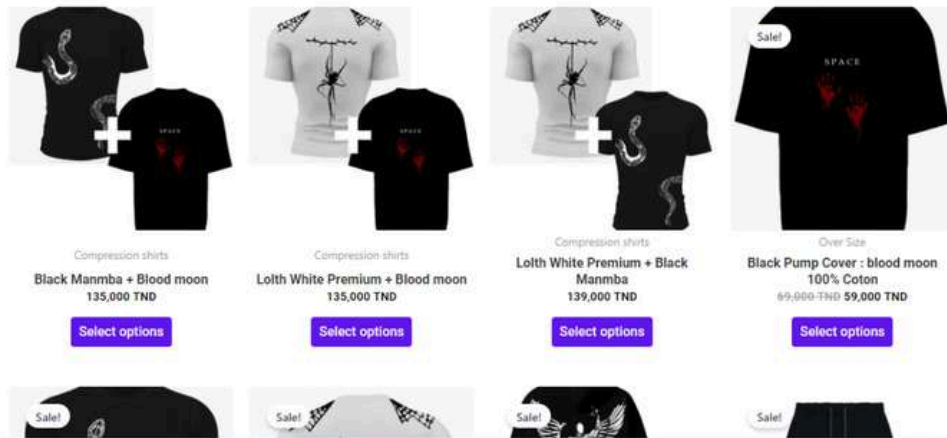 Sale!
SPACE
SPACE
SPACE
Compression shirts
Black Manmba + Blood moon
135,000 TND
Select options
Compression shirts
Lolth White Premium + Blood moon
135,000 TND
Select options
Compression shirts
Lolth White Premium + Black
Manmba
139,000 TND
Select options
Over Size
Black Pump Cover : blood moon
100% Coton
69,000 TND 59,000 TND
Select options
Sale!
Sale!
Sale!
Sale!